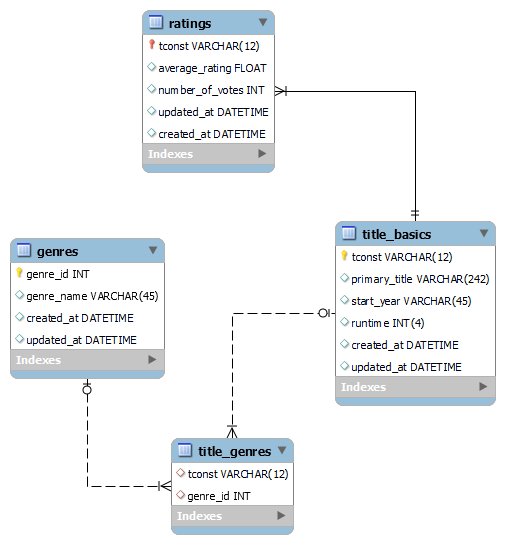 ratings
tconst VARCHAR(12)
average_rating FLOAT
number_of_votes INT
updated_at DATETIME
created_at DATETIME
Indexes
title_basics
tconst VARCHAR(12)
primary_title VARCHAR(242)
start_year VARCHAR(45)
runtime INT(4)
created_at DATETIME
updated_at DATETIME
Indexes
genres
genre_id INT
genre_name VARCHAR(45)
created_at DATETIME
updated_at DATETIME
Indexes
title_genres
tconst VARCHAR(12)
genre_id INT
Indexes